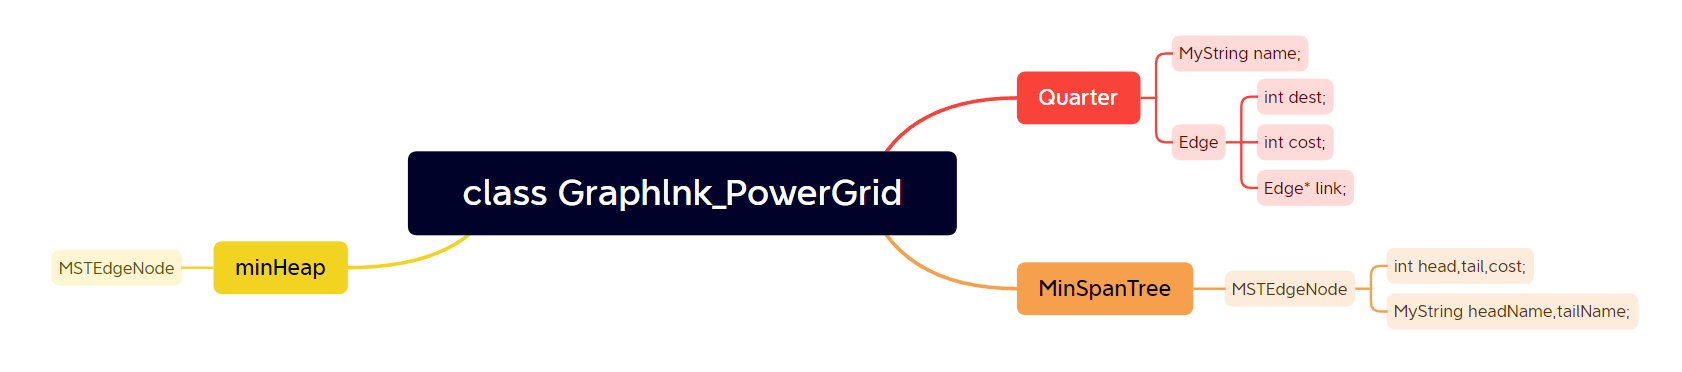 class Graphlnk_PowerGrid
Quarter
MyString name;
Edge
int dest;
int cost;
Edge* link;
MinSpanTree
MSTEdgeNode
int head,tail,cost;
MyString headName,tailName;
minHeap
MSTEdgeNode